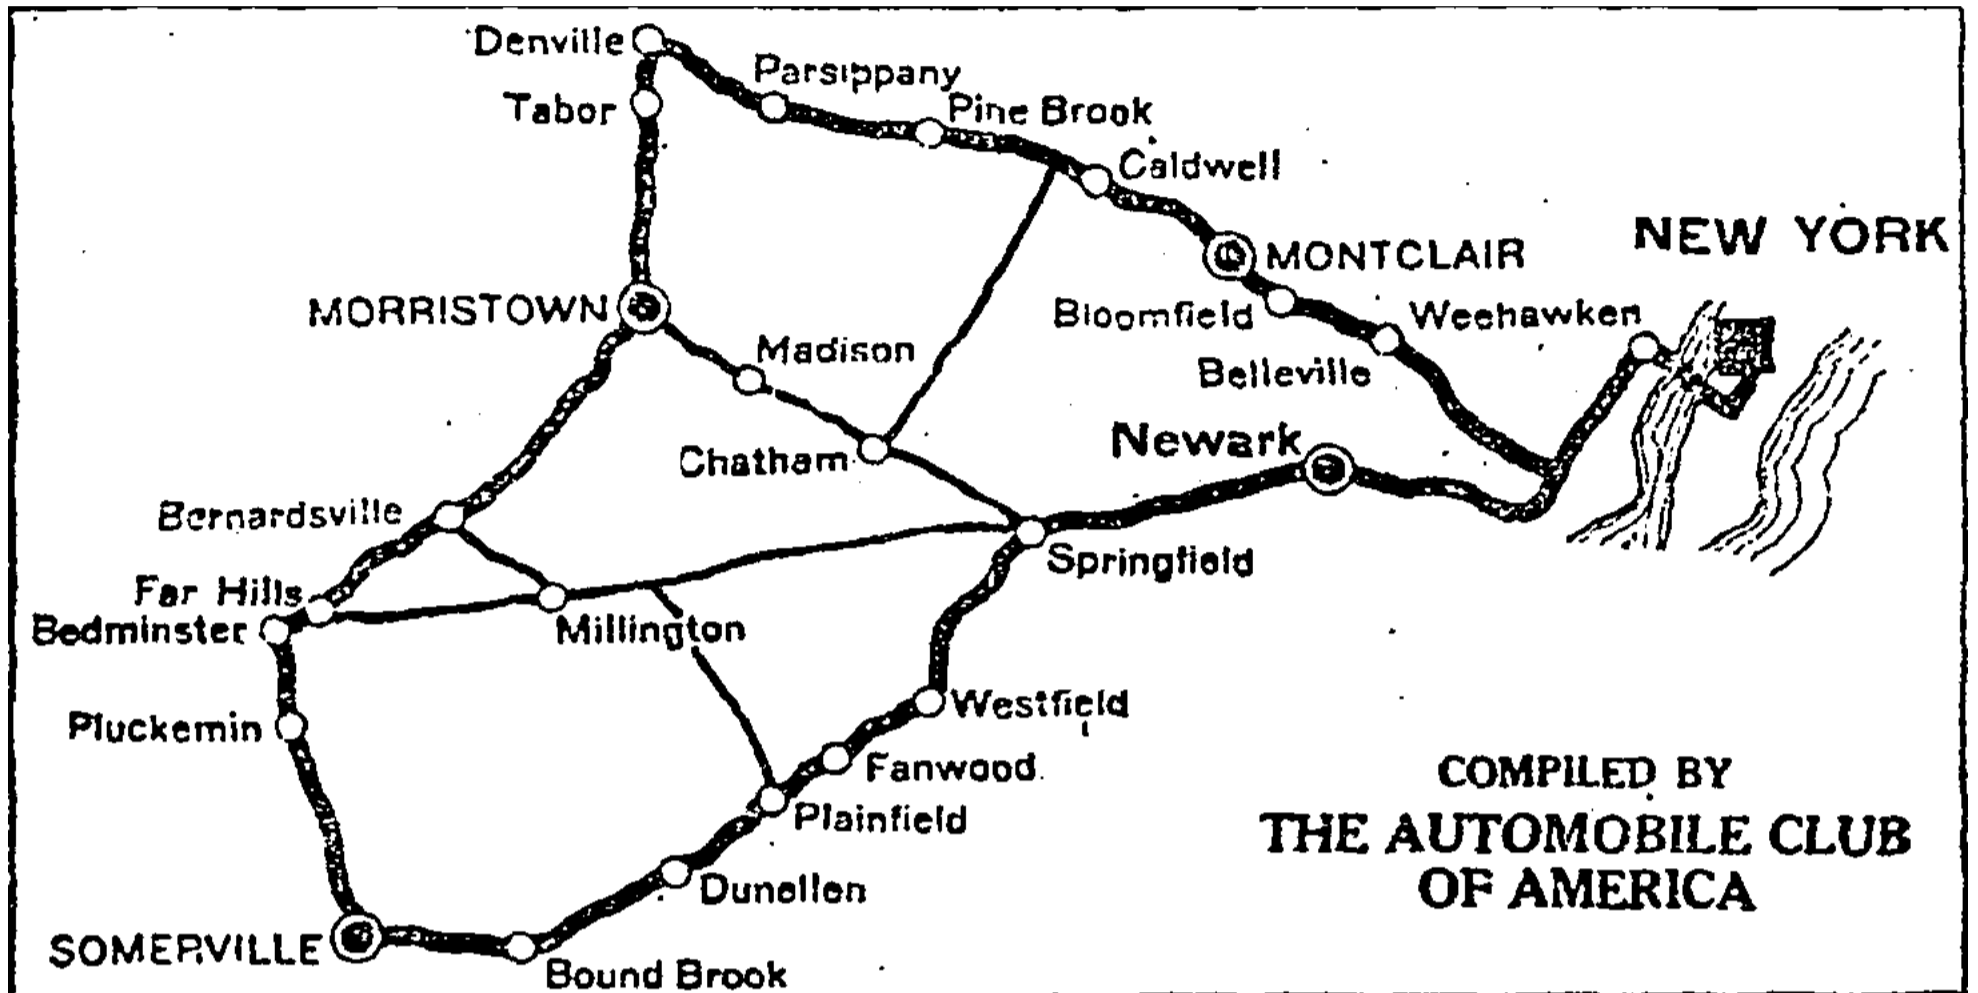 Denville
Parsippany
Tabor
Pine Brook
Caldwell
NEW YORK
MONTCLAIR
MORRISTOWN
Bloomfield
Weehawken
Madison
Belleville
Newark
Chatham
Bernardsville
Springfield
Far Hills
Bedminster
Millington
Westfield
Pluckemin
Fanwood
Plainfield
Dunellen
SOMERVILLE
Bound Brook
COMPILED BY
THE AUTOMOBILE CLUB
OF AMERICA